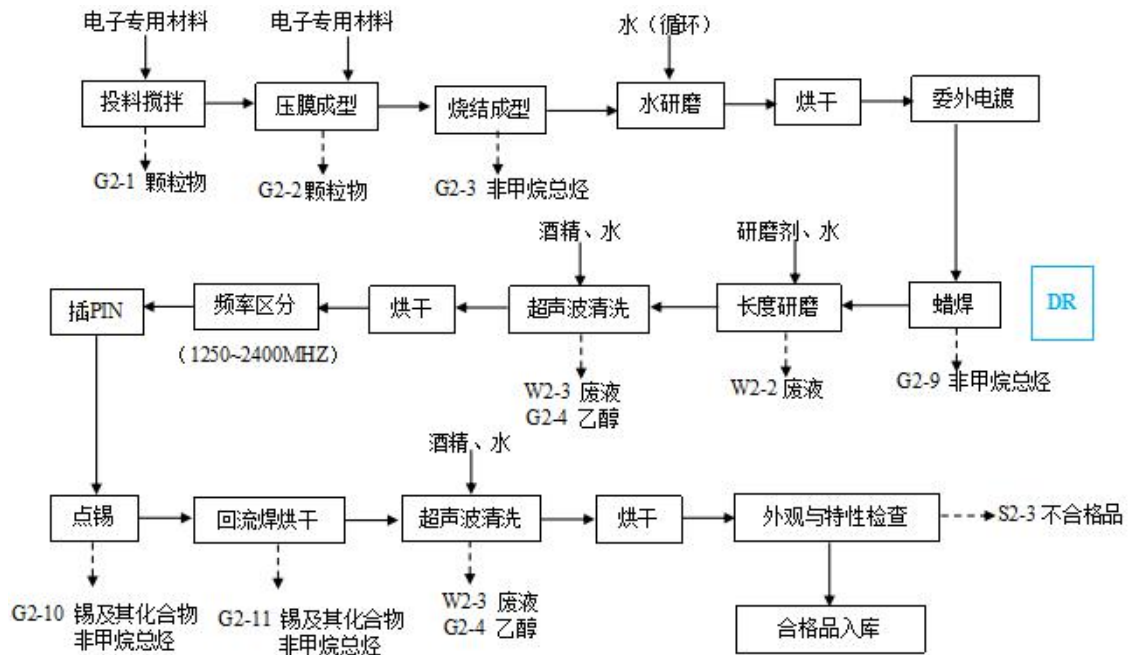 电子专用材料
电子专用材料
水（循环）
投料搅拌
压膜成型
烧结成型
水研磨
烘干
委外电镀
G2-1 颗粒物
G2-2颗粒物
G2-3 非甲烷总烃
酒精、水
研磨剂、水
插PIN
频率区分
烘干
超声波清洗
长度研磨
蜡焊
DR
（1250~2400MHZ）
W2-3 废液
G2-4 乙醇
W2-2 废液
G2-9 非甲烷总烃
酒精、水
点锡
回流焊烘干
超声波清洗
烘干
外观与特性检查
S2-3 不合格品
G2-10 锡及其化合物
非甲烷总烃
G2-11 锡及其化合物
非甲烷总烃
W2-3 废液
G2-4 乙醇
合格品入库